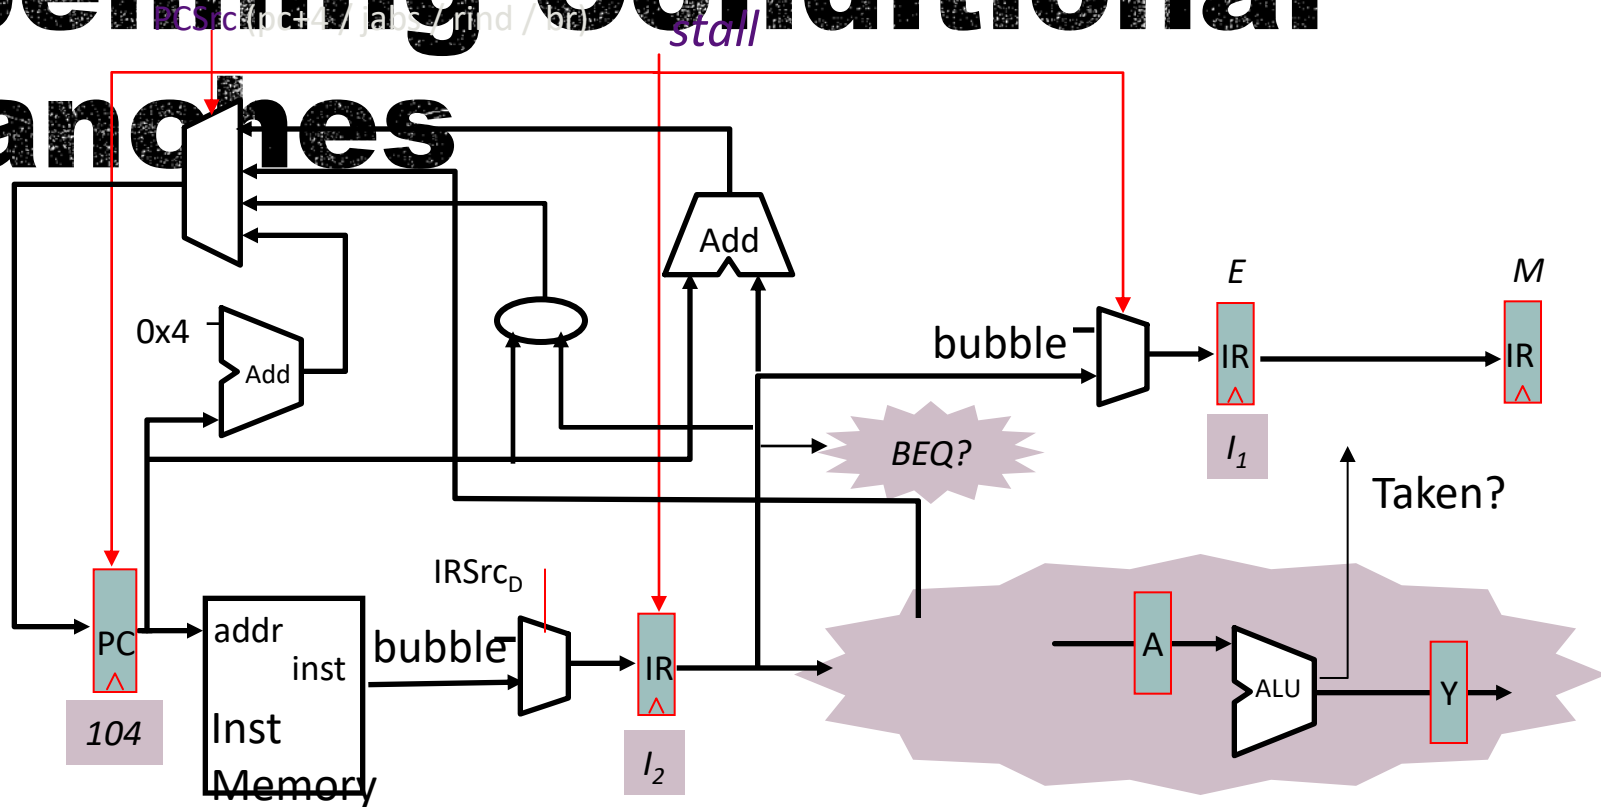 PCSrc (pc+4 / jabs / rind / br)
stall
Add
E
M
0x4
Add
bubble
IR
IR
BEQ?
I1
Taken?
IRSrcD
PC
addr
inst
bubble
IR
A
ALU
Y
104
Inst
Memory
I2